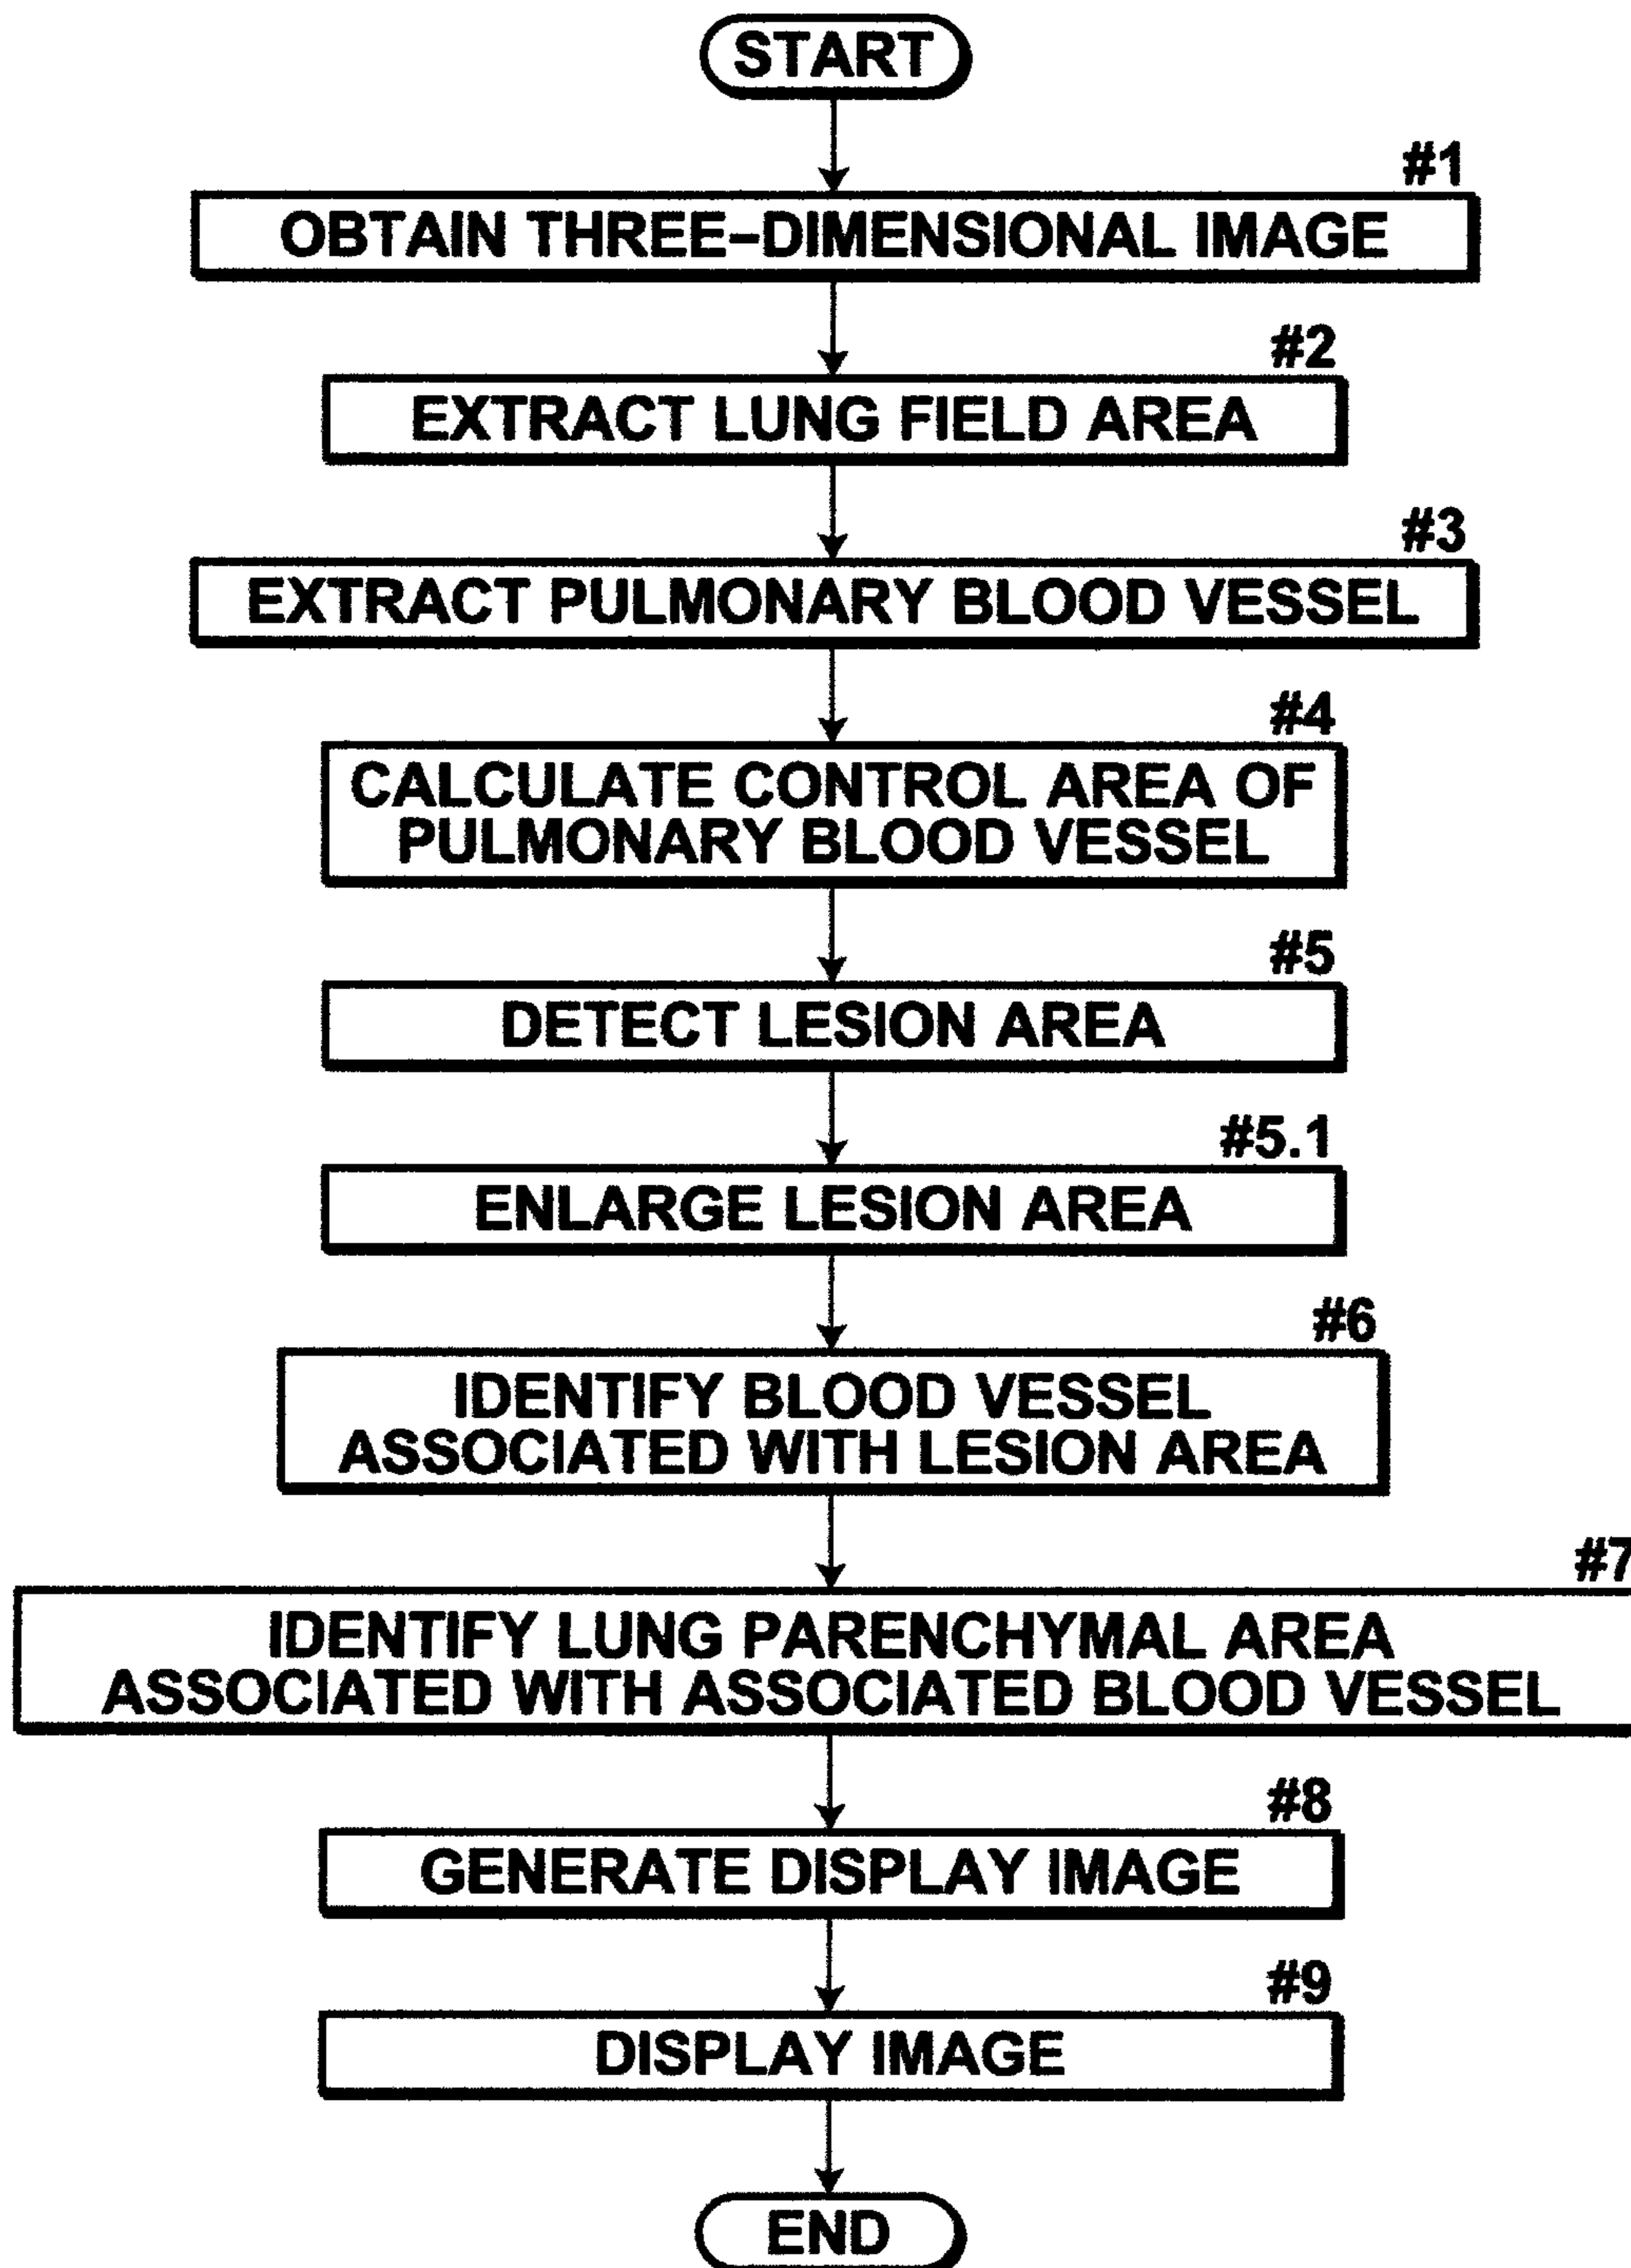 START
#1
OBTAIN THREE-DIMENSIONAL IMAGE
#2
EXTRACT LUNG FIELD AREA
#3
EXTRACT PULMONARY BLOOD VESSEL
#4
CALCULATE CONTROL AREA OF
PULMONARY BLOOD VESSEL
#5
DETECT LESION AREA
#5.1
ENLARGE LESION AREA
#6
IDENTIFY BLOOD VESSEL
ASSOCIATED WITH LESION AREA
#7
IDENTIFY LUNG PARENCHYMAL AREA
ASSOCIATED WITH ASSOCIATED BLOOD VESSEL
#8
GENERATE DISPLAY IMAGE
#9
DISPLAY IMAGE
END